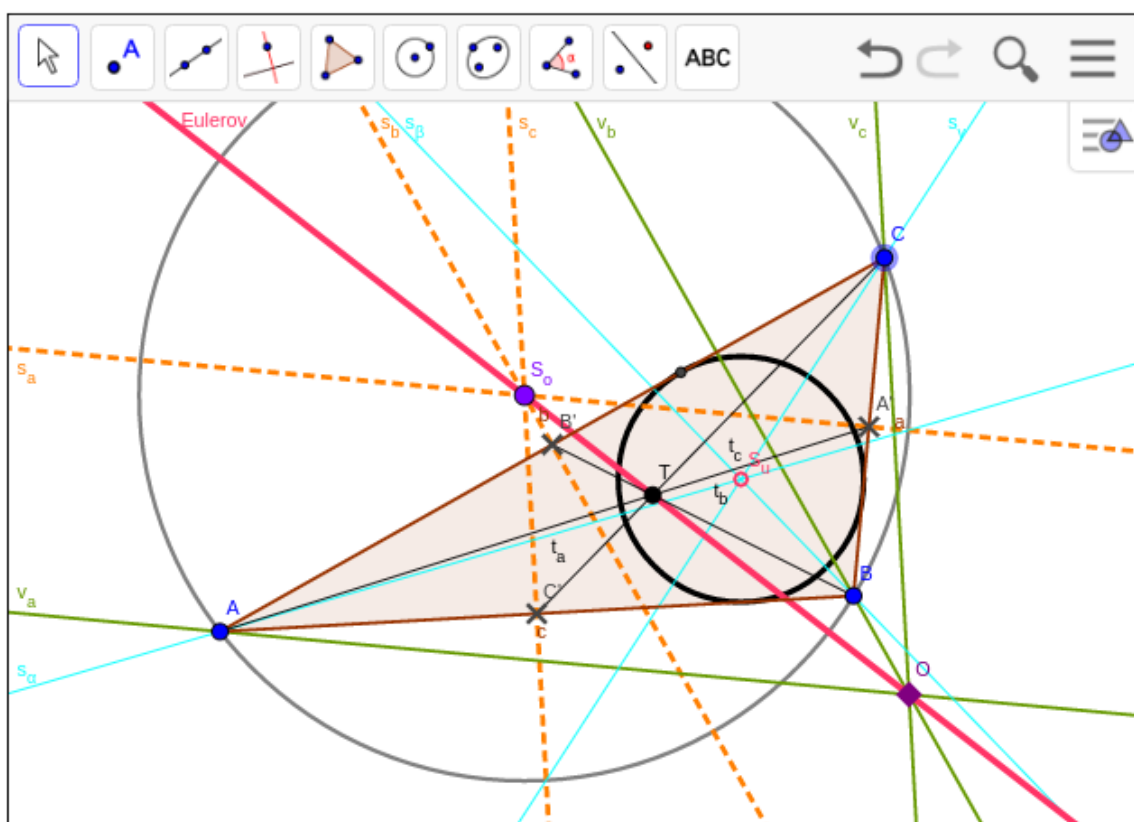 A α ABC
Eulerov s_b s_β s_c v_b v_c s_γ
C
s_a S_o
b B' A' a
t_c S_u
T t_b
t_a
v_a A C' B
c
s_α O